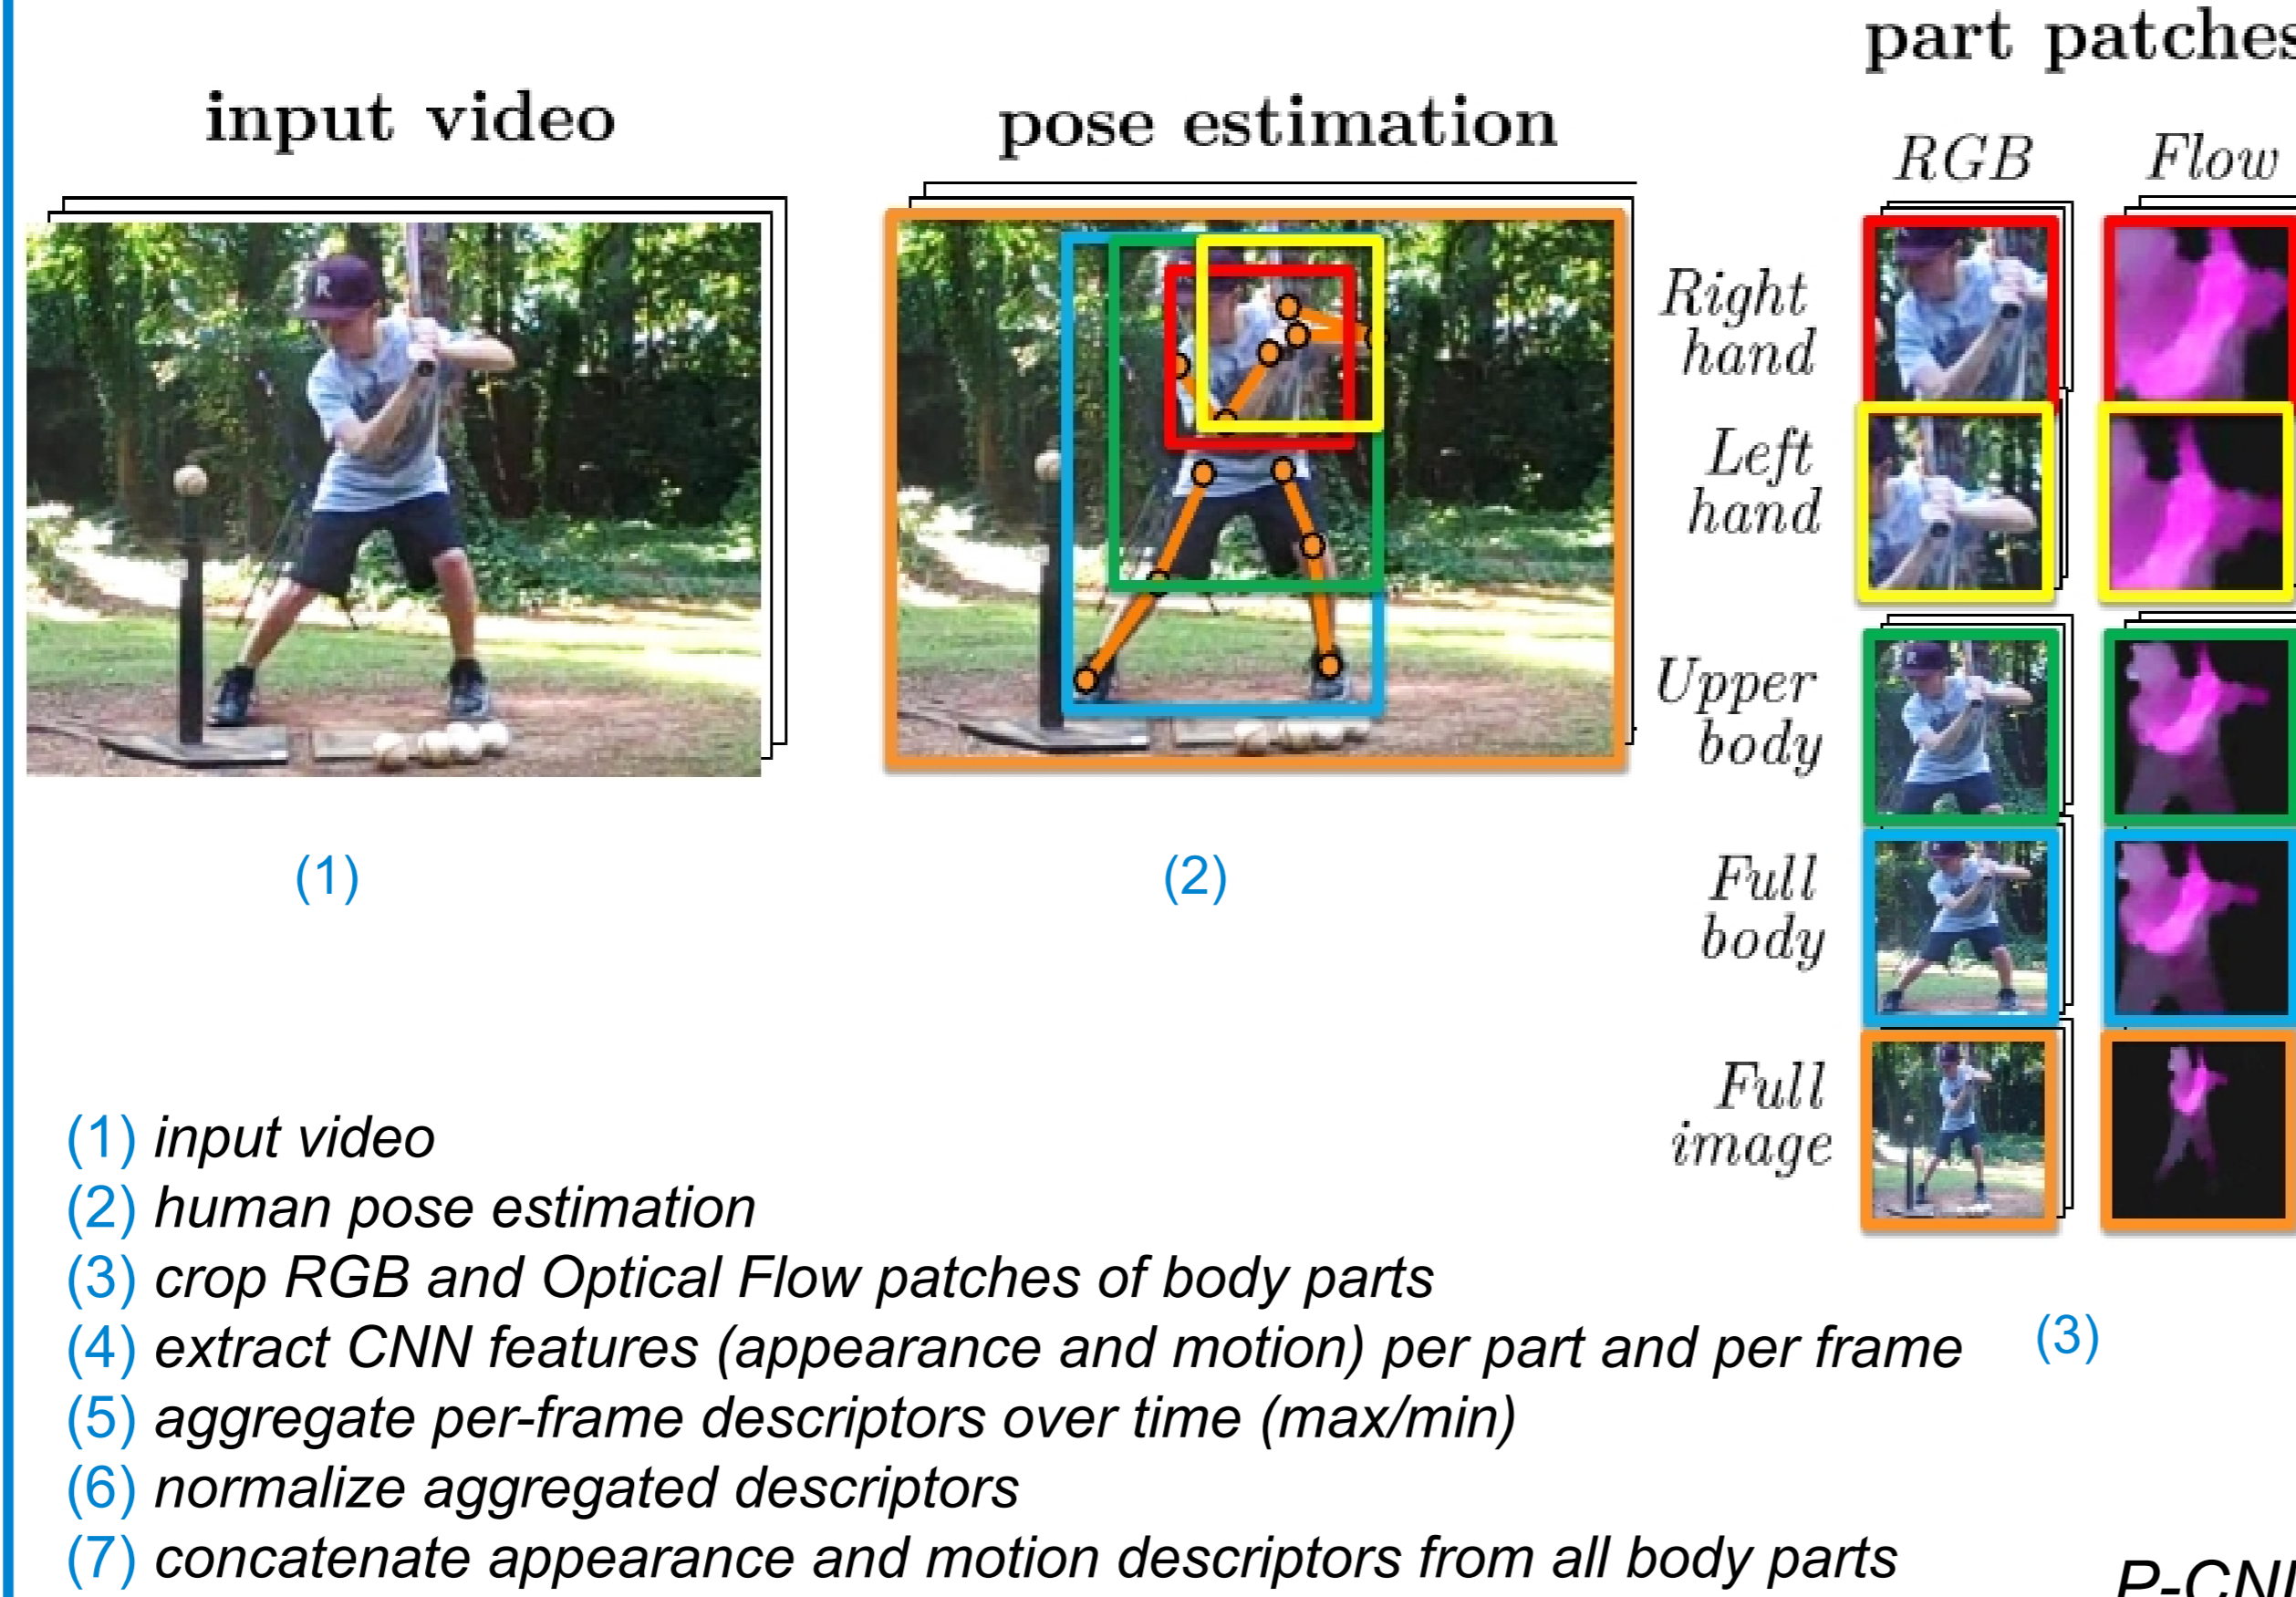 part patches
input video
pose estimation
RGB
Flow
Right
hand
Left
hand
Upper
body
Full
body
Full
image
R
(1)
(2)
(3)
(1) input video
(2) human pose estimation
(3) crop RGB and Optical Flow patches of body parts
(4) extract CNN features (appearance and motion) per part and per frame
(5) aggregate per-frame descriptors over time (max/min)
(6) normalize aggregated descriptors
(7) concatenate appearance and motion descriptors from all body parts